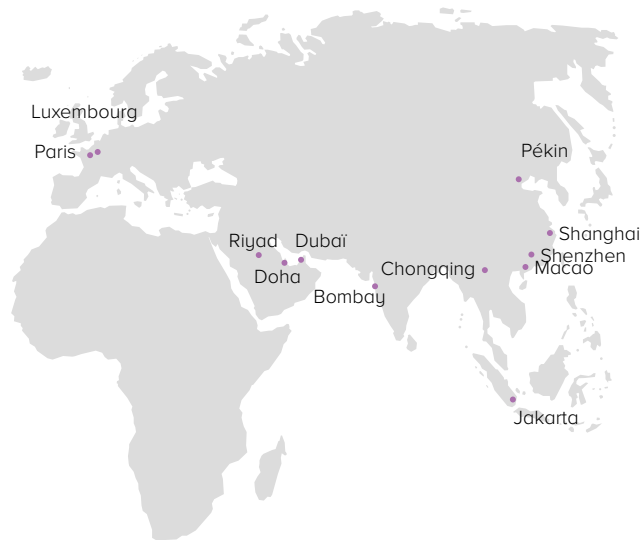 Luxembourg
Paris
Pékin
Shanghai
Riyad
Dubaï
Shenzhen
Macao
Chongqing
Doha
Bombay
Jakarta